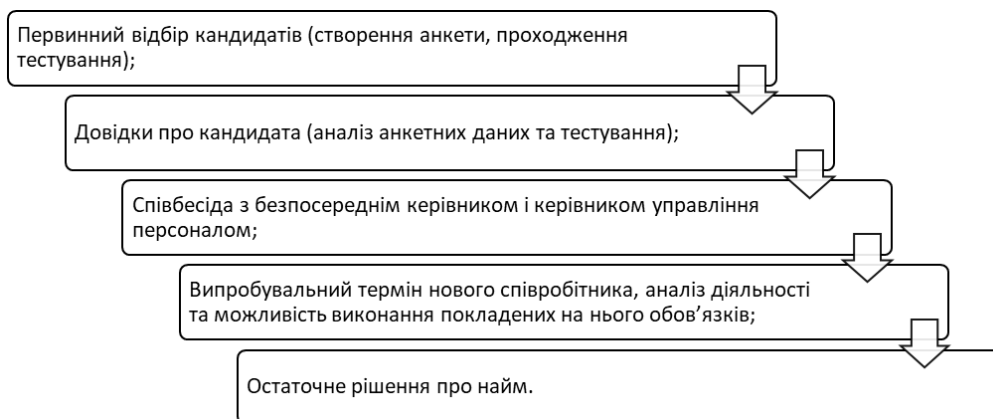 Первинний відбір кандидатів (створення анкети, проходження
тестування);
Довідки про кандидата (аналіз анкетних даних та тестування);
Співбесіда з безпосереднім керівником і керівником управління
персоналом;
Випробувальний термін нового співробітника, аналіз діяльності
та можливість виконання покладених на нього обов’язків;
Остаточне рішення про найм.